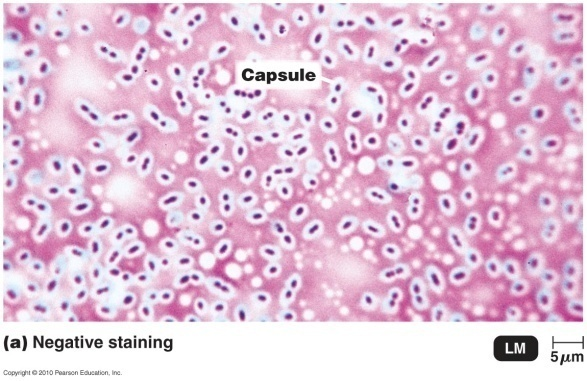 Capsule
(a) Negative staining
LM
5 μm
Copyright © 2010 Pearson Education, Inc.